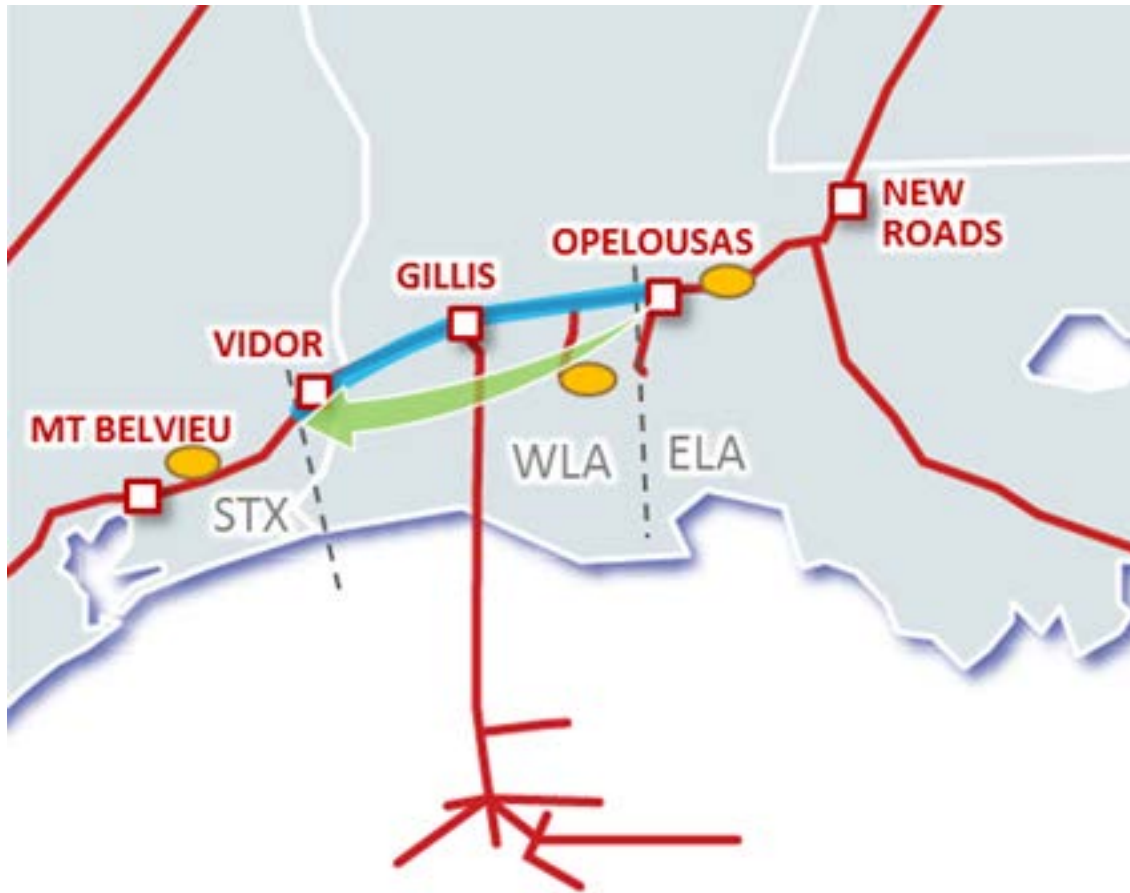 NEW
ROADS
OPELOUSAS
GILLIS
VIDOR
MT BELVIEU
WLA
ELA
STX